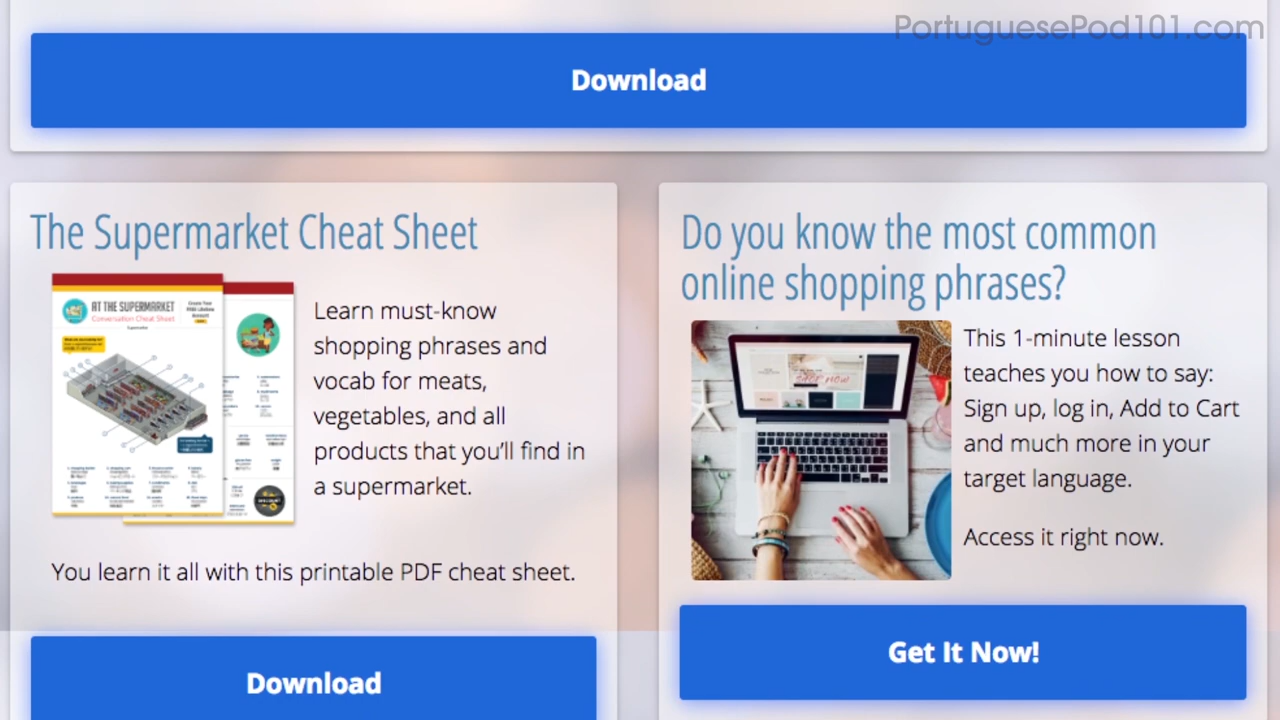 PortuguesePod101.com
Download
The Supermarket Cheat Sheet
AT THE SUPERMARKET
Conversation Cheat Sheet
Supermarket
Learn must-know
shopping phrases and
vocab for meats,
vegetables, and all
products that you'll find in
a supermarket.
You learn it all with this printable PDF cheat sheet.
Download
Do you know the most common
online shopping phrases?
SHOP NOW
This 1-minute lesson
teaches you how to say:
Sign up, log in, Add to Cart
and much more in your
target language.
Access it right now.
Get It Now!